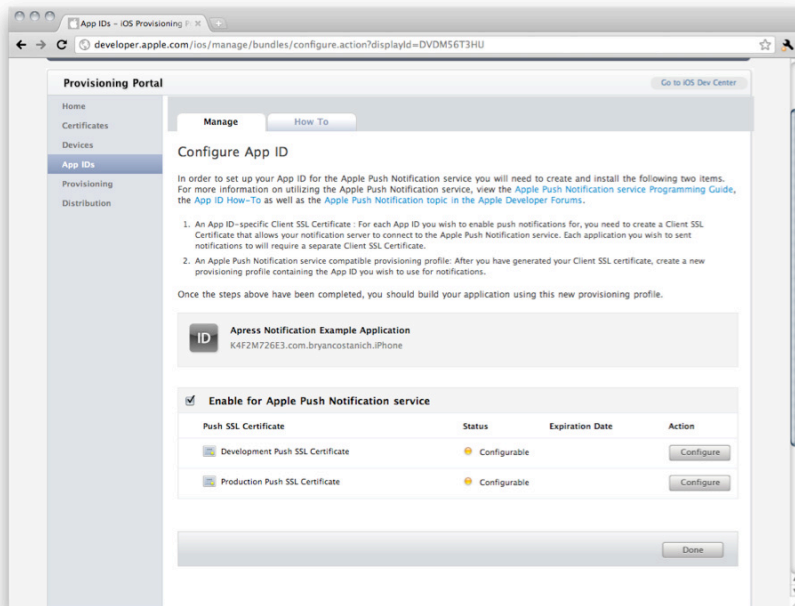 App IDs – iOS Provisioning P
developer.apple.com/ios/manage/bundles/configure.action?displayId=DVDM56T3HU
Provisioning Portal
Go to iOS Dev Center
Home
Certificates
Devices
App IDs
Provisioning
Distribution
Manage
How To
Configure App ID
In order to set up your App ID for the Apple Push Notification service you will need to create and install the following two items.
For more information on utilizing the Apple Push Notification service, view the Apple Push Notification service Programming Guide,
the App ID How-To as well as the Apple Push Notification topic in the Apple Developer Forums.
1. An App ID-specific Client SSL Certificate : For each App ID you wish to enable push notifications for, you need to create a Client SSL
Certificate that allows your notification server to connect to the Apple Push Notification service. Each application you wish to sent
notifications to will require a separate Client SSL Certificate.
2. An Apple Push Notification service compatible provisioning profile: After you have generated your Client SSL certificate, create a new
provisioning profile containing the App ID you wish to use for notifications.
Once the steps above have been completed, you should build your application using this new provisioning profile.
ID
Apress Notification Example Application
K4F2M726E3.com.bryancostanich.iPhone
Enable for Apple Push Notification service
Push SSL Certificate Status Expiration Date Action
Development Push SSL Certificate Configurable Configure
Production Push SSL Certificate Configurable Configure
Done